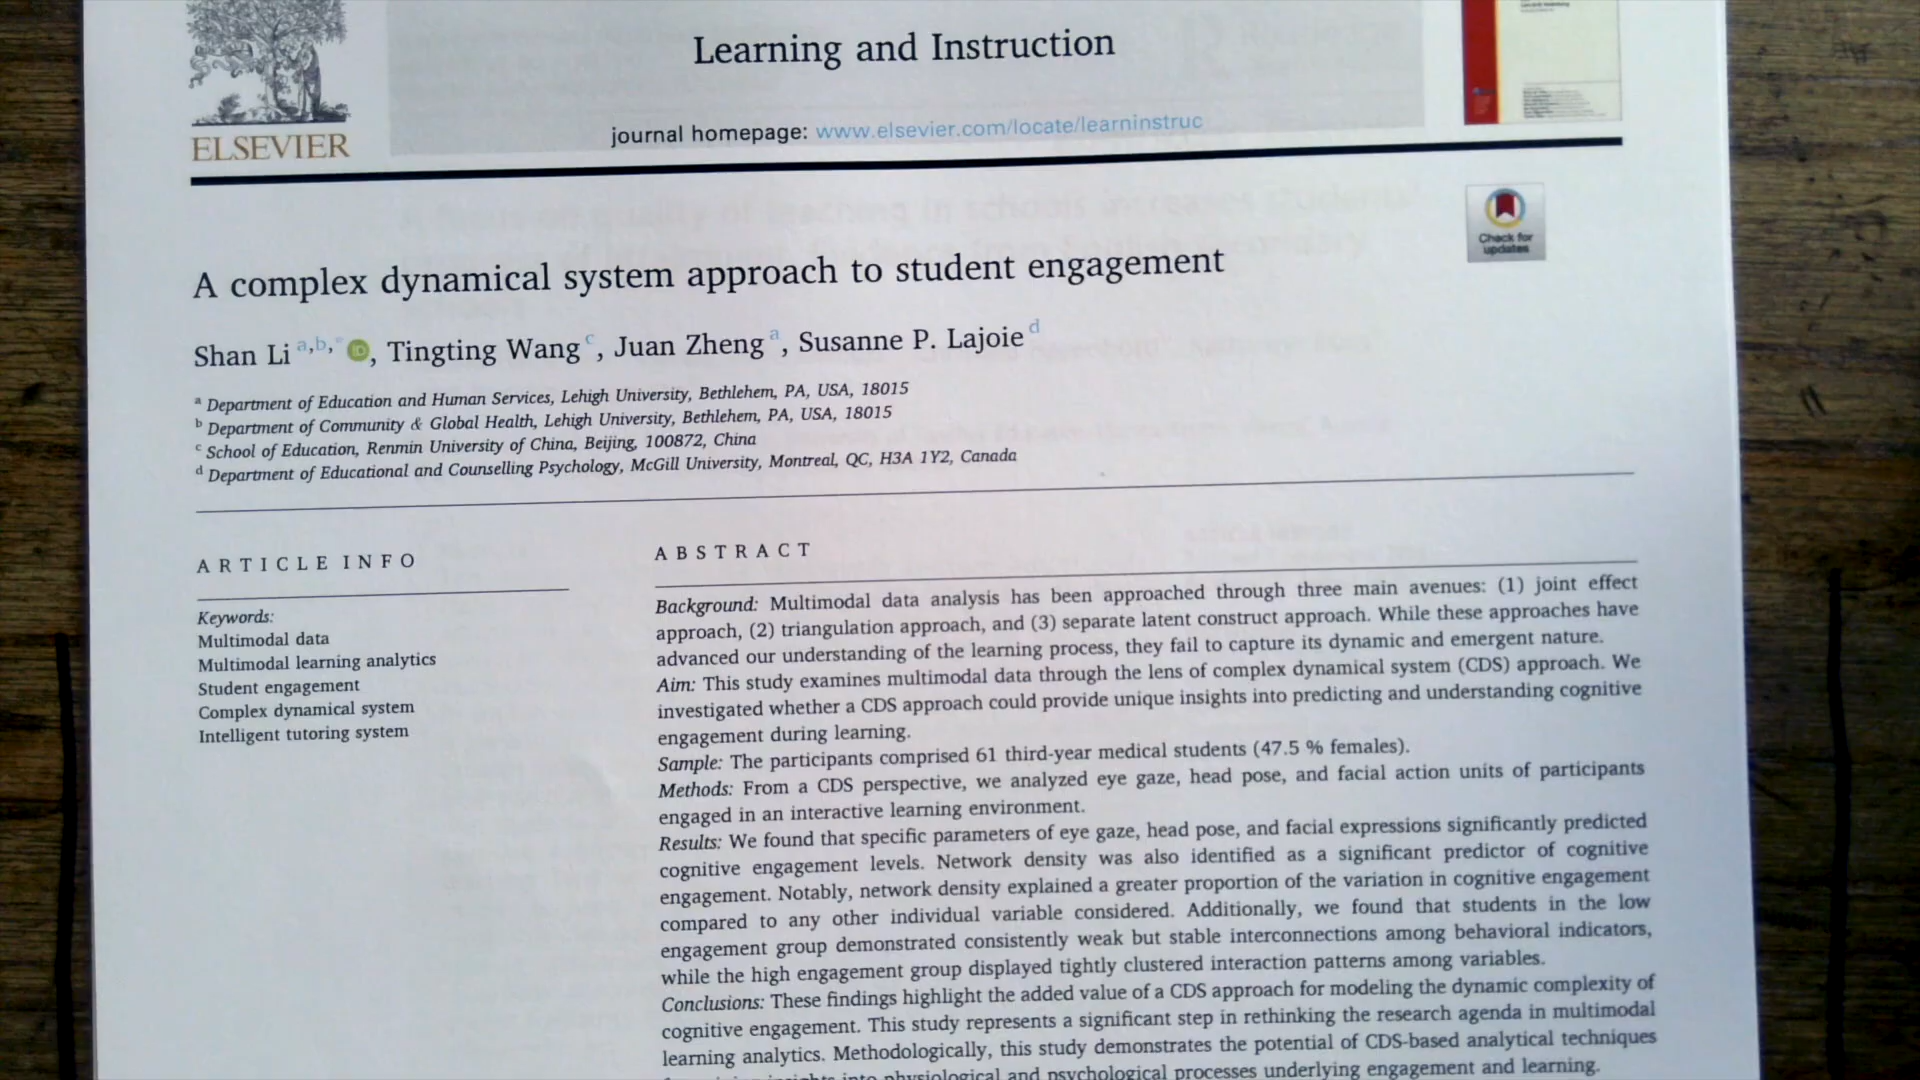 Learning and Instruction
journal homepage: www.elsevier.com/locate/learninstruc
ELSEVIER
Check for
updates
A complex dynamical system approach to student engagement
Shan Li a,b,* iD, Tingting Wang c, Juan Zheng a, Susanne P. Lajoie d
a Department of Education and Human Services, Lehigh University, Bethlehem, PA, USA, 18015
b Department of Community & Global Health, Lehigh University, Bethlehem, PA, USA, 18015
c School of Education, Renmin University of China, Beijing, 100872, China
d Department of Educational and Counselling Psychology, McGill University, Montreal, QC, H3A 1Y2, Canada
ARTICLE INFO
Keywords:
Multimodal data
Multimodal learning analytics
Student engagement
Complex dynamical system
Intelligent tutoring system
ABSTRACT
Background: Multimodal data analysis has been approached through three main avenues: (1) joint effect
approach, (2) triangulation approach, and (3) separate latent construct approach. While these approaches have
advanced our understanding of the learning process, they fail to capture its dynamic and emergent nature.
Aim: This study examines multimodal data through the lens of complex dynamical system (CDS) approach. We
investigated whether a CDS approach could provide unique insights into predicting and understanding cognitive
engagement during learning.
Sample: The participants comprised 61 third-year medical students (47.5 % females).
Methods: From a CDS perspective, we analyzed eye gaze, head pose, and facial action units of participants
engaged in an interactive learning environment.
Results: We found that specific parameters of eye gaze, head pose, and facial expressions significantly predicted
cognitive engagement levels. Network density was also identified as a significant predictor of cognitive
engagement. Notably, network density explained a greater proportion of the variation in cognitive engagement
compared to any other individual variable considered. Additionally, we found that students in the low
engagement group demonstrated consistently weak but stable interconnections among behavioral indicators,
while the high engagement group displayed tightly clustered interaction patterns among variables.
Conclusions: These findings highlight the added value of a CDS approach for modeling the dynamic complexity of
cognitive engagement. This study represents a significant step in rethinking the research agenda in multimodal
learning analytics. Methodologically, this study demonstrates the potential of CDS-based analytical techniques
insights into physiological and psychological processes underlying engagement and learning.